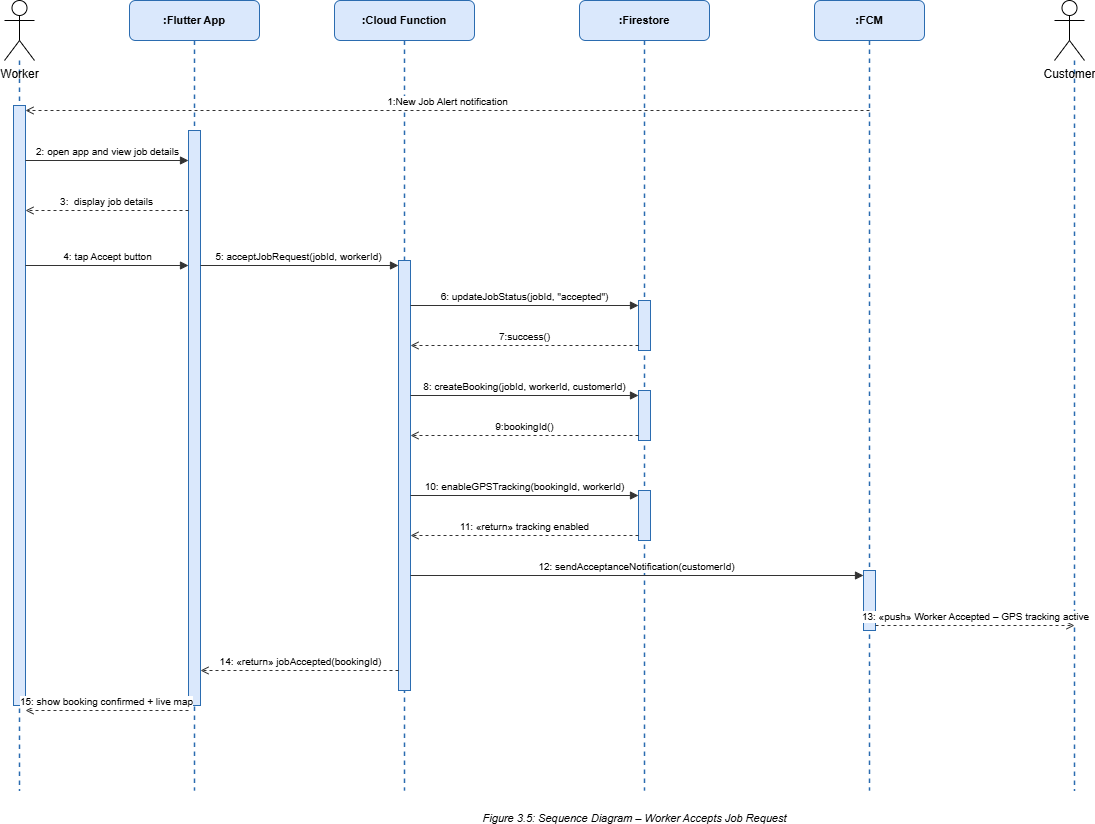 :Flutter App
:Cloud Function
:Firestore
:FCM
Worker
Customer
1:New Job Alert notification
2: open app and view job details
3:  display job details
4: tap Accept button
5: acceptJobRequest(jobId, workerId)
6: updateJobStatus(jobId, "accepted")
7:success()
8: createBooking(jobId, workerId, customerId)
9:bookingId()
10: enableGPSTracking(bookingId, workerId)
11: «return» tracking enabled
12: sendAcceptanceNotification(customerId)
13: «push» Worker Accepted – GPS tracking active
14: «return» jobAccepted(bookingId)
15: show booking confirmed + live map
Figure 3.5: Sequence Diagram – Worker Accepts Job Request